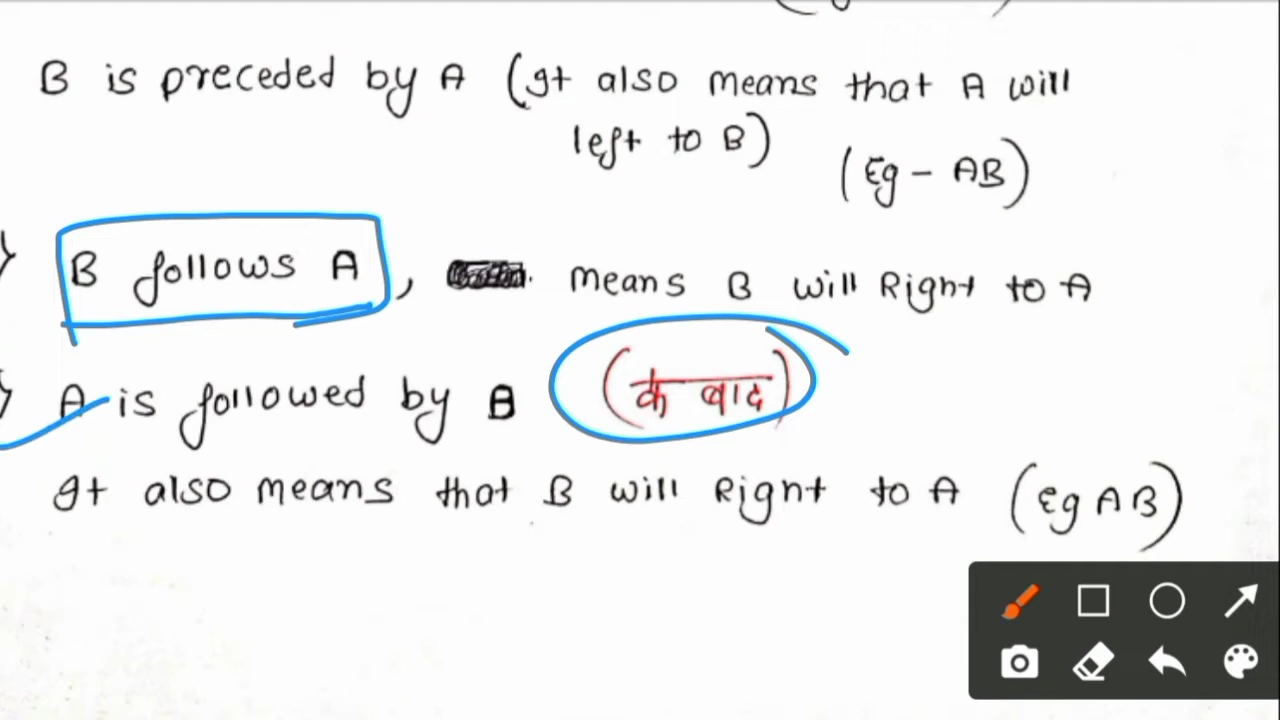 B is preceded by A (It also means that A will
left to B)
(Eg - AB)
B follows A, means B will Right to A
A is followed by B (के बाद)
It also means that B will Right to A (Eg AB)